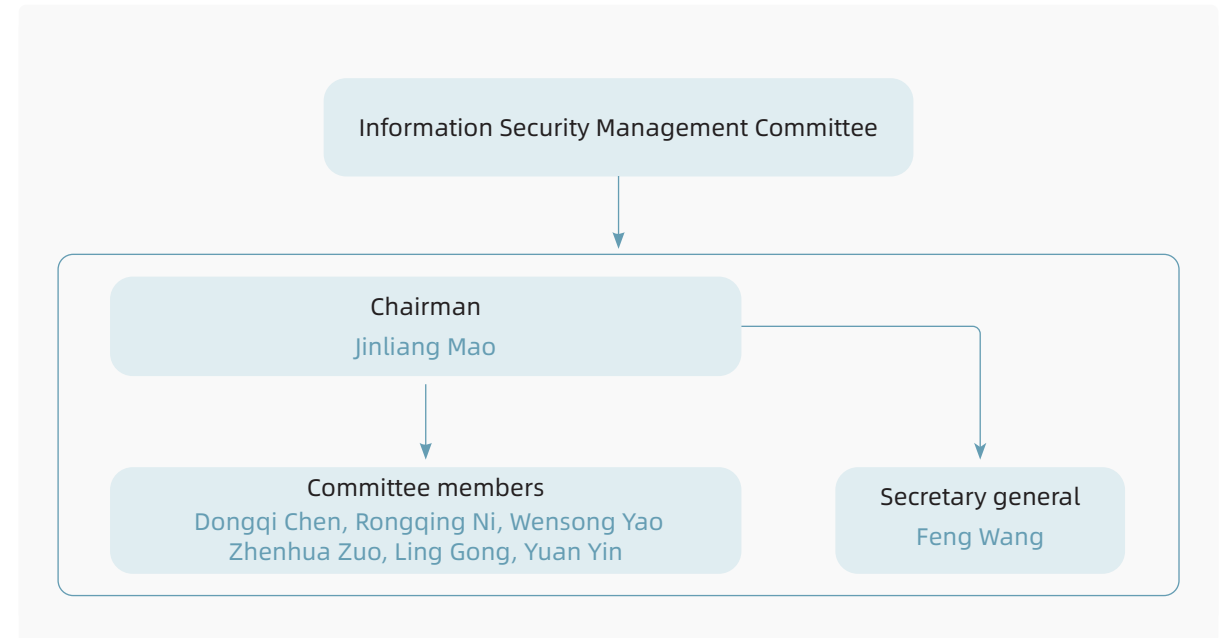 Information Security Management Committee
Chairman
Jinliang Mao
Committee members
Dongqi Chen, Rongqing Ni, Wensong Yao
Zhenhua Zuo, Ling Gong, Yuan Yin
Secretary general
Feng Wang